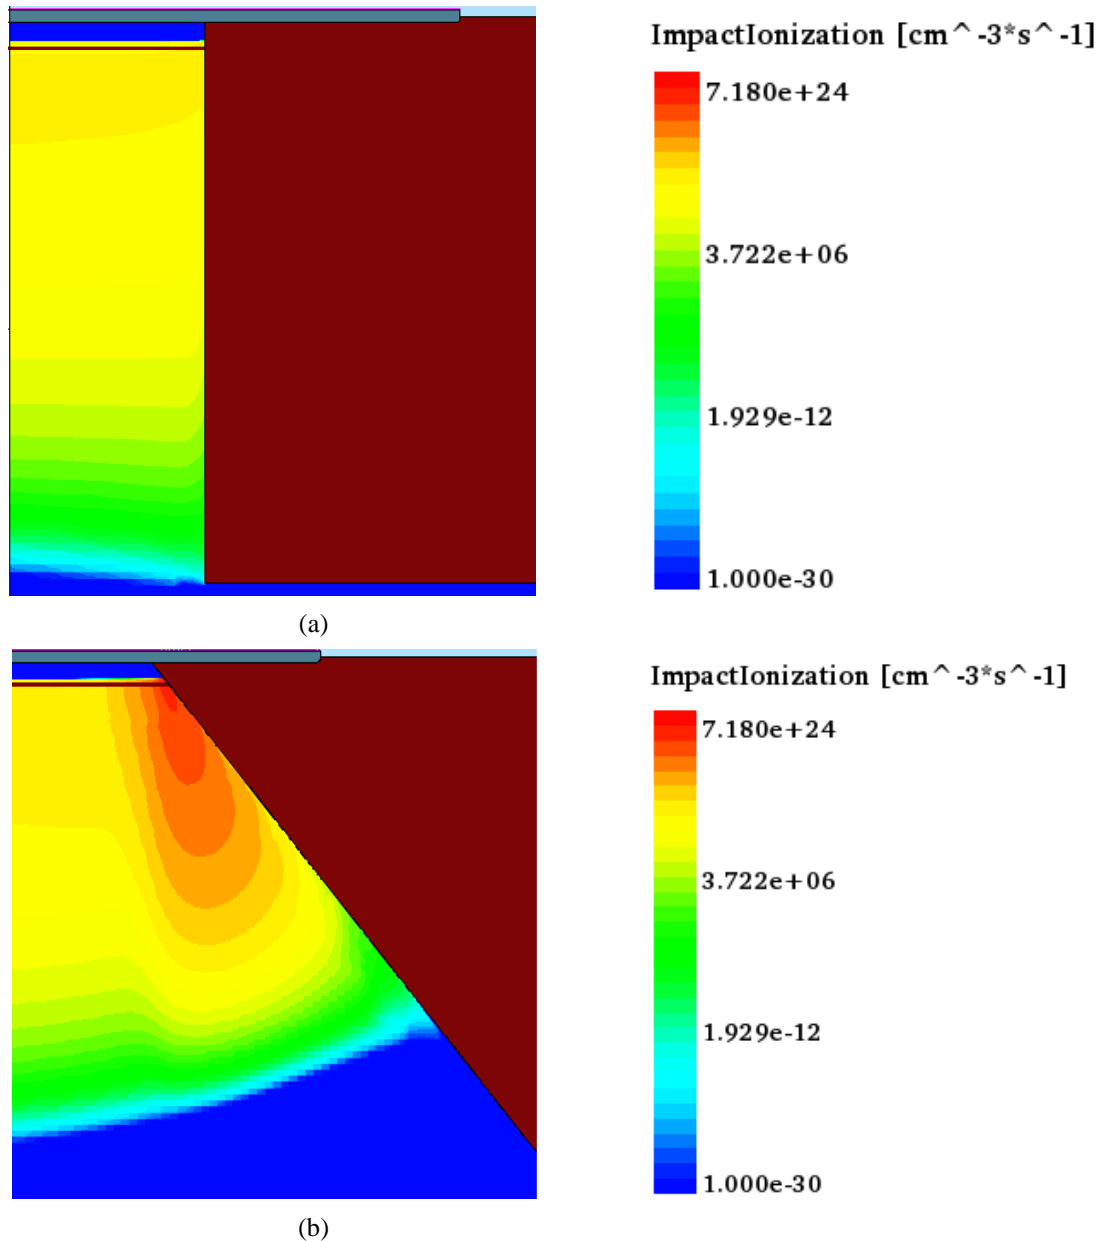 ImpactIonization [cm^-3*s^-1]
7.180e+24
3.722e+06
1.929e-12
1.000e-30
(a)
ImpactIonization [cm^-3*s^-1]
7.180e+24
3.722e+06
1.929e-12
1.000e-30
(b)